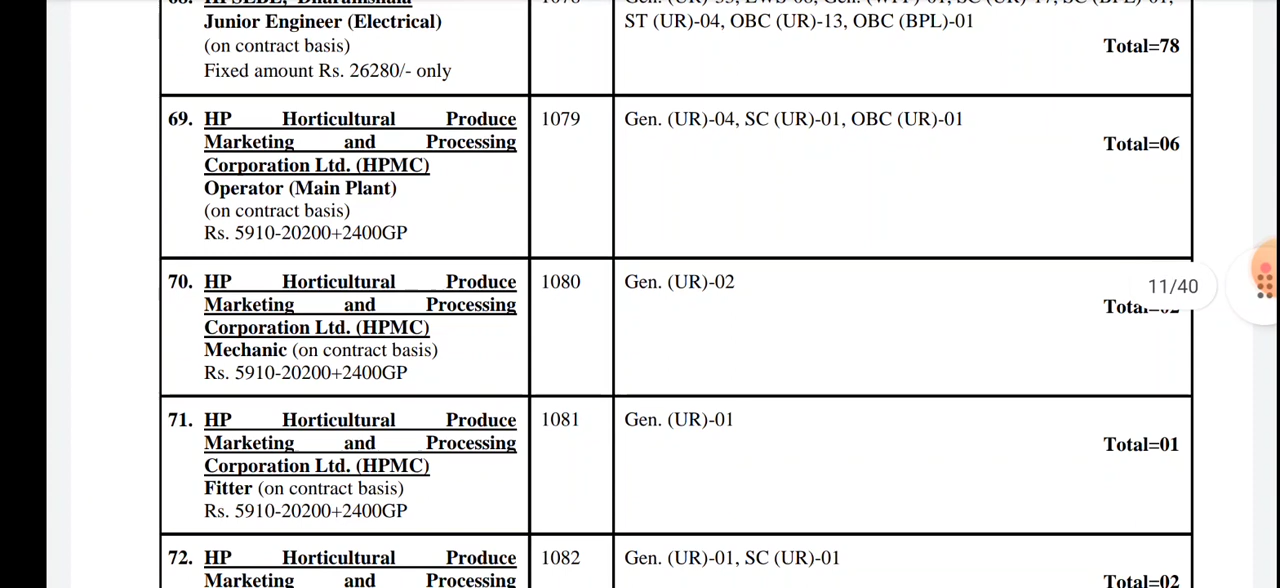 Junior Engineer (Electrical)
(on contract basis)
Fixed amount Rs. 26280/- only
ST (UR)-04, OBC (UR)-13, OBC (BPL)-01
Total=78
69. HP Horticultural Produce
Marketing and Processing
Corporation Ltd. (HPMC)
Operator (Main Plant)
(on contract basis)
Rs. 5910-20200+2400GP
1079
Gen. (UR)-04, SC (UR)-01, OBC (UR)-01
Total=06
70. HP Horticultural Produce
Marketing and Processing
Corporation Ltd. (HPMC)
Mechanic (on contract basis)
Rs. 5910-20200+2400GP
1080
Gen. (UR)-02
11/40
71. HP Horticultural Produce
Marketing and Processing
Corporation Ltd. (HPMC)
Fitter (on contract basis)
Rs. 5910-20200+2400GP
1081
Gen. (UR)-01
Total=01
72. HP Horticultural Produce
Marketing and Processing
1082
Gen. (UR)-01, SC (UR)-01
Total=02